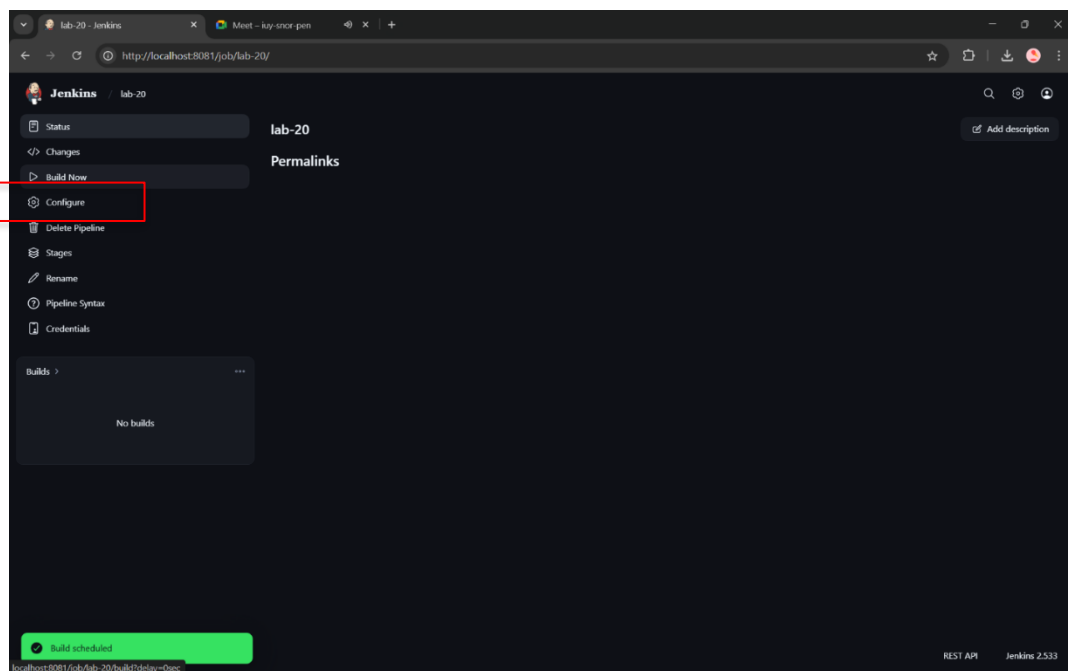 lab-20 - Jenkins
Meet – iuy-snor-pen
http://localhost:8081/job/lab-20/
Jenkins / lab-20
Status
lab-20
Add description
Changes
Permalinks
Build Now
Configure
Delete Pipeline
Stages
Rename
Pipeline Syntax
Credentials
Builds
No builds
Build scheduled
localhost:8081/job/lab-20/build?delay=0sec
REST API Jenkins 2.533